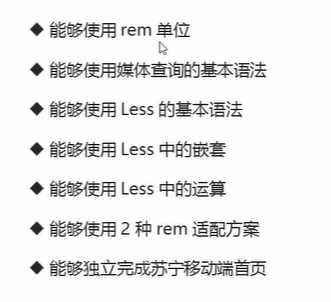 ◆ 能够使用 rem 单位
◆ 能够使用媒体查询的基本语法
◆ 能够使用 Less 的基本语法
◆ 能够使用 Less 中的嵌套
◆ 能够使用 Less 中的运算
◆ 能够使用 2 种 rem 适配方案
◆ 能够独立完成苏宁移动端首页